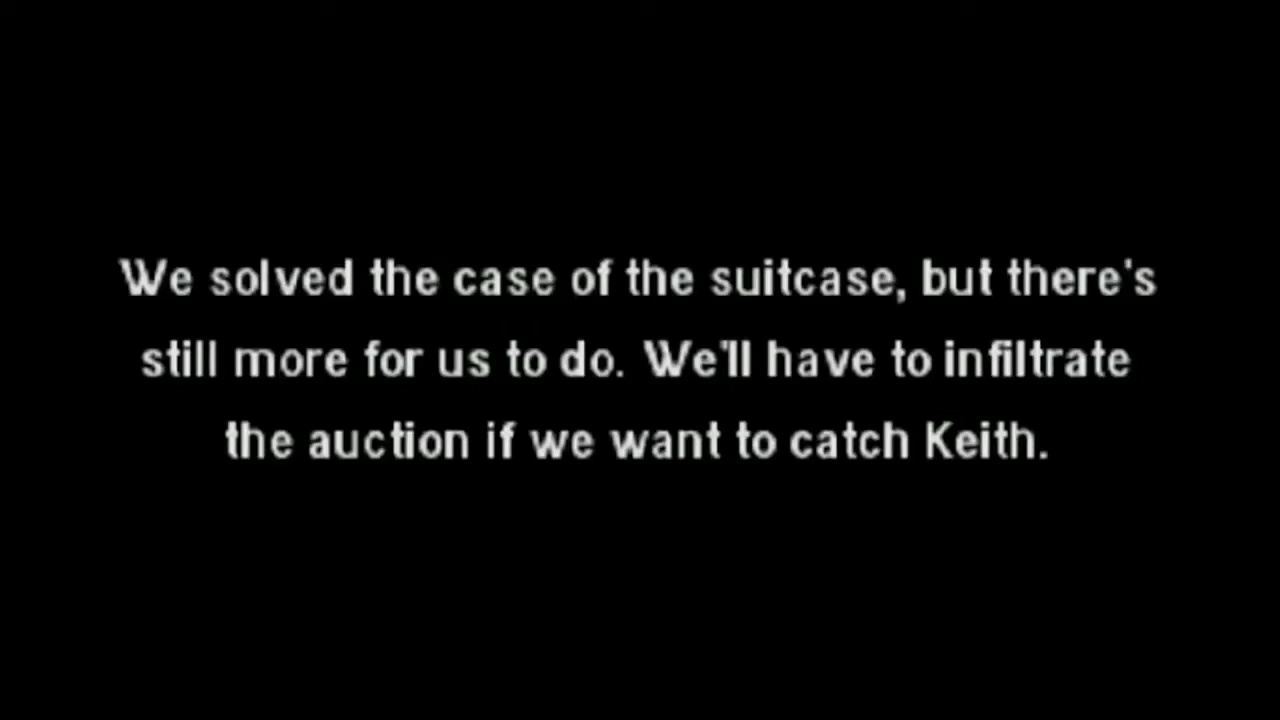 We solved the case of the suitcase, but there's
still more for us to do. We'll have to infiltrate
the auction if we want to catch Keith.